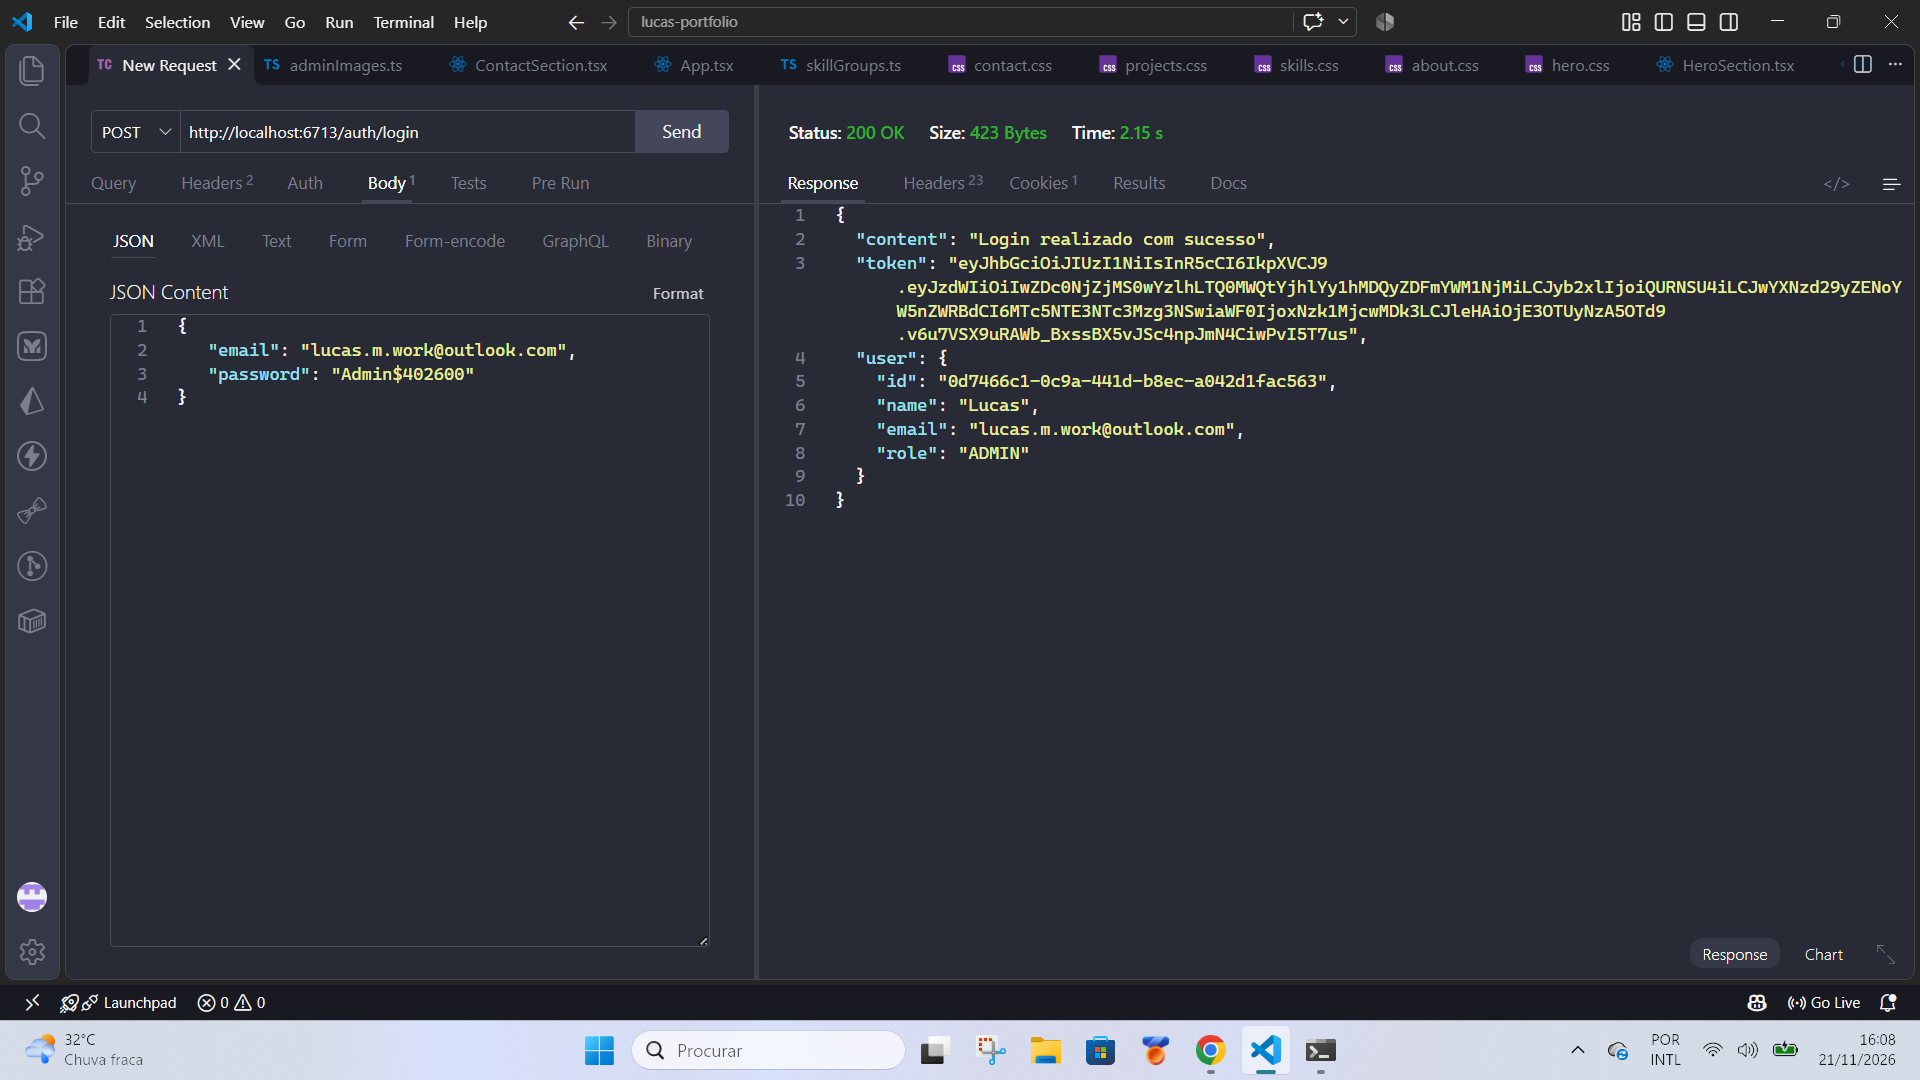 File Edit Selection View Go Run Terminal Help
lucas-portfolio
TC New Request
TS adminImages.ts
ContactSection.tsx
App.tsx
TS skillGroups.ts
css contact.css
css projects.css
css skills.css
css about.css
css hero.css
HeroSection.tsx
POST http://localhost:6713/auth/login Send
Query Headers 2 Auth Body 1 Tests Pre Run
JSON XML Text Form Form-encode GraphQL Binary
JSON Content Format
1 {
2 "email": "lucas.m.work@outlook.com",
3 "password": "Admin$402600"
4 }
Status: 200 OK Size: 423 Bytes Time: 2.15 s
Response Headers 23 Cookies 1 Results Docs </>
1 {
2 "content": "Login realizado com sucesso",
3 "token": "eyJhbGciOiJIUzI1NiIsInR5cCI6IkpXVCJ9
.eyJzdWIiOiIwZDc0NjZjMS0wYzlhLTQ0MWQtYjhlYy1hMDQyZDFmYWM1NjMiLCJyb2xlIjoiQURNSU4iLCJwYXNzd29yZENoY
W5nZWRBdCI6MTc5NTE3NTc3Mzg3NSwiaWF0IjoxNzk1MjcwMDk3LCJleHAiOjE3OTUyNzA5OTd9
.v6u7VSX9uRAWb_BxssBX5vJSc4npJmN4CiwPvI5T7us",
4 "user": {
5 "id": "0d7466c1-0c9a-441d-b8ec-a042d1fac563",
6 "name": "Lucas",
7 "email": "lucas.m.work@outlook.com",
8 "role": "ADMIN"
9 }
10 }
Response Chart
Launchpad 0 0
Go Live
32°C
Chuva fraca
Procurar
POR
INTL
16:08
21/11/2026